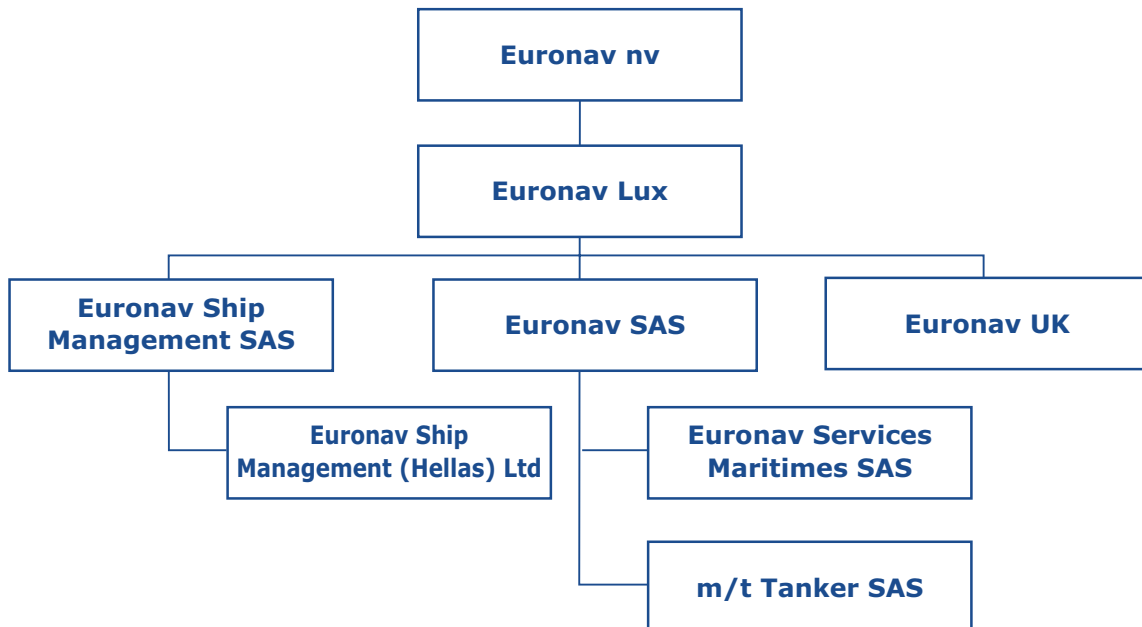 Euronav nv
Euronav Lux
Euronav Ship
Management SAS
Euronav SAS
Euronav UK
Euronav Ship
Management (Hellas) Ltd
Euronav Services
Maritimes SAS
m/t Tanker SAS